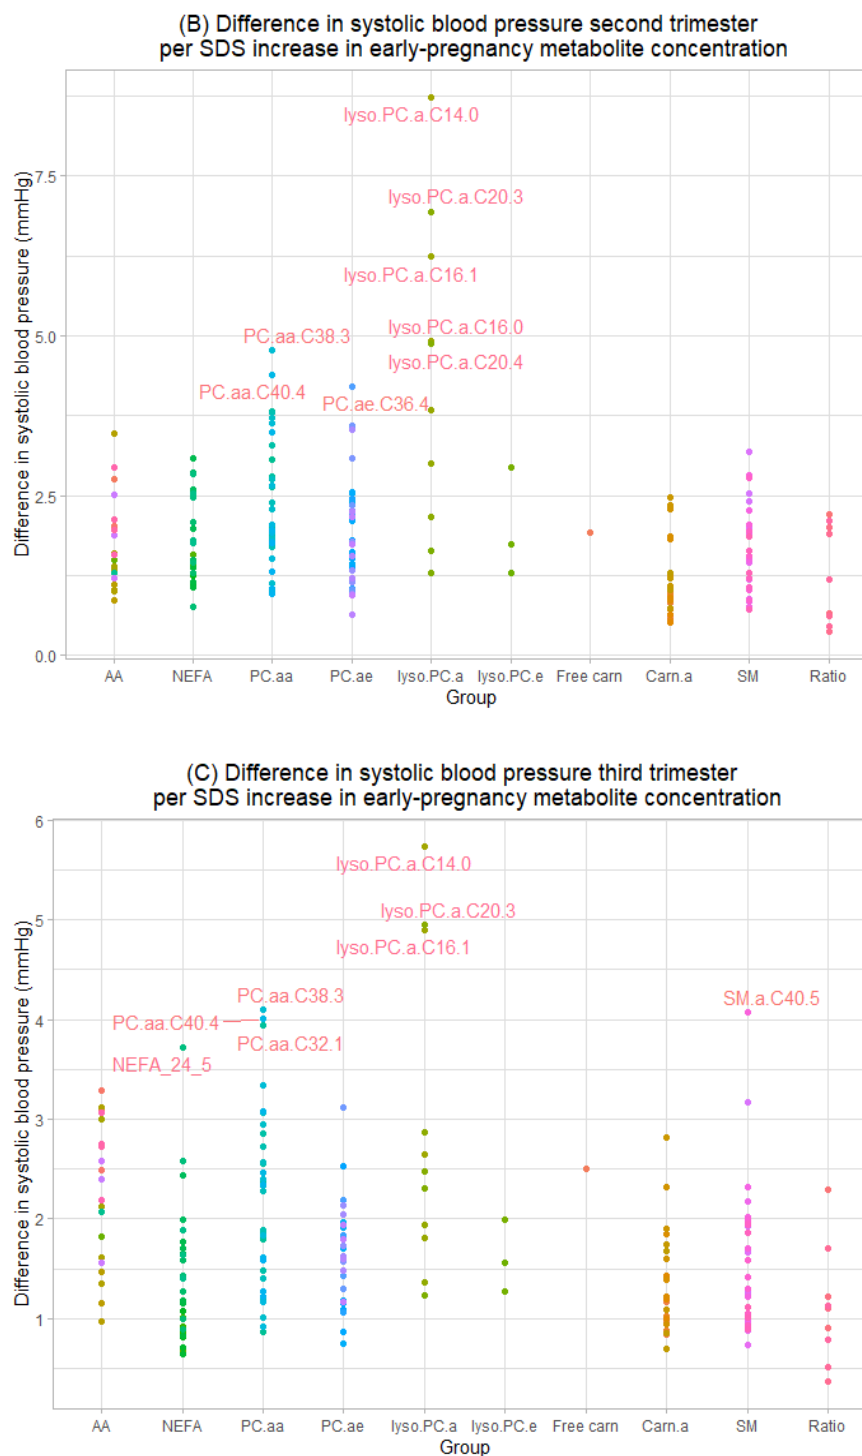 (B) Difference in systolic blood pressure second trimester
per SDS increase in early-pregnancy metabolite concentration
Difference in systolic blood pressure (mmHg)
7.5
5.0
2.5
0.0
lyso.PC.a.C14.0
lyso.PC.a.C20.3
lyso.PC.a.C16.1
lyso.PC.a.C16.0
PC.aa.C38.3
lyso.PC.a.C20.4
PC.aa.C40.4
PC.ae.C36.4
AA NEFA PC.aa PC.ae lyso.PC.a lyso.PC.e Free carn Carn.a SM Ratio
Group
(C) Difference in systolic blood pressure third trimester
per SDS increase in early-pregnancy metabolite concentration
Difference in systolic blood pressure (mmHg)
6
5
4
3
2
1
lyso.PC.a.C14.0
lyso.PC.a.C20.3
lyso.PC.a.C16.1
PC.aa.C38.3
SM.a.C40.5
PC.aa.C40.4
PC.aa.C32.1
NEFA_24_5
AA NEFA PC.aa PC.ae lyso.PC.a lyso.PC.e Free carn Carn.a SM Ratio
Group